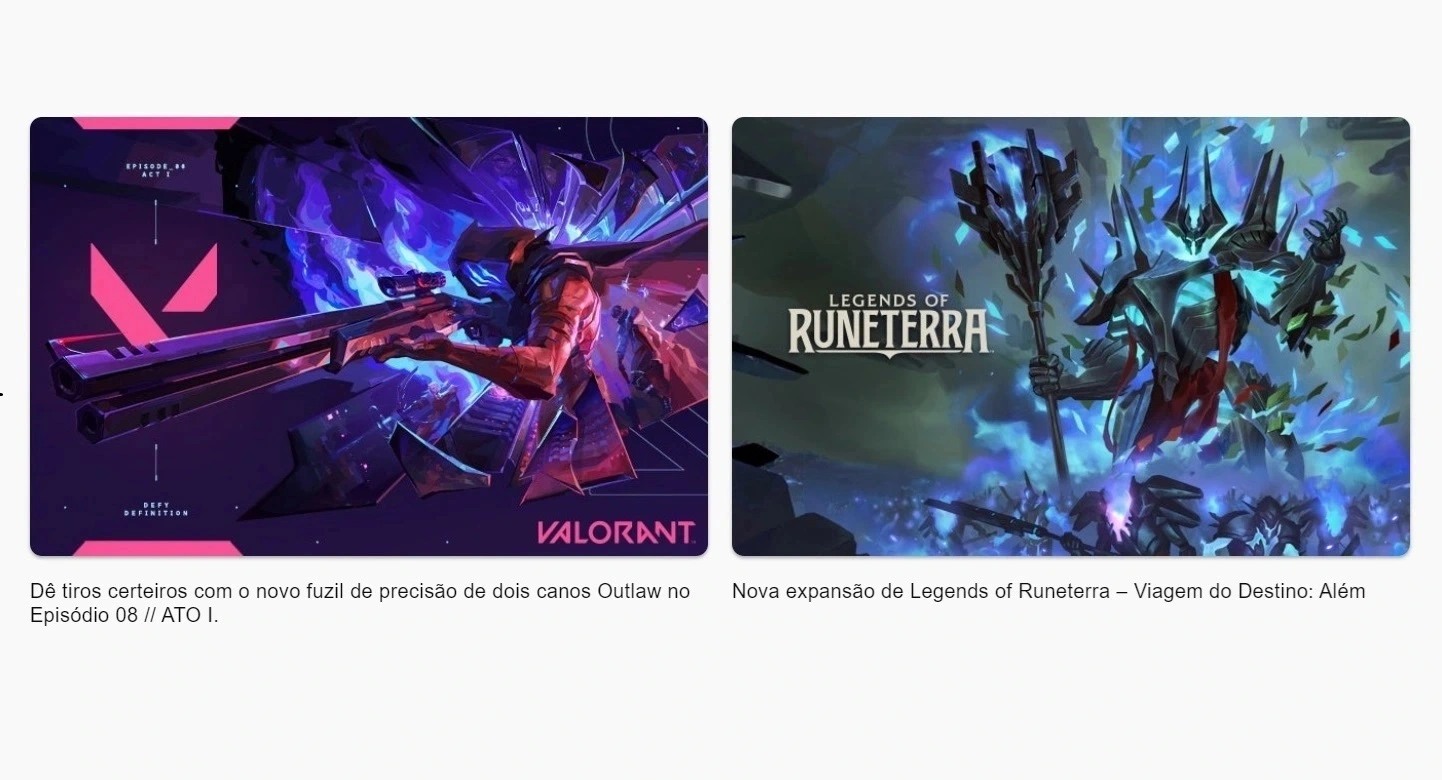 EPISODE_08
ACT I
DEFY
DEFINITION
VALORANT
Dê tiros certeiros com o novo fuzil de precisão de dois canos Outlaw no
Episódio 08 // ATO I.
LEGENDS OF
RUNETERRA
Nova expansão de Legends of Runeterra – Viagem do Destino: Além